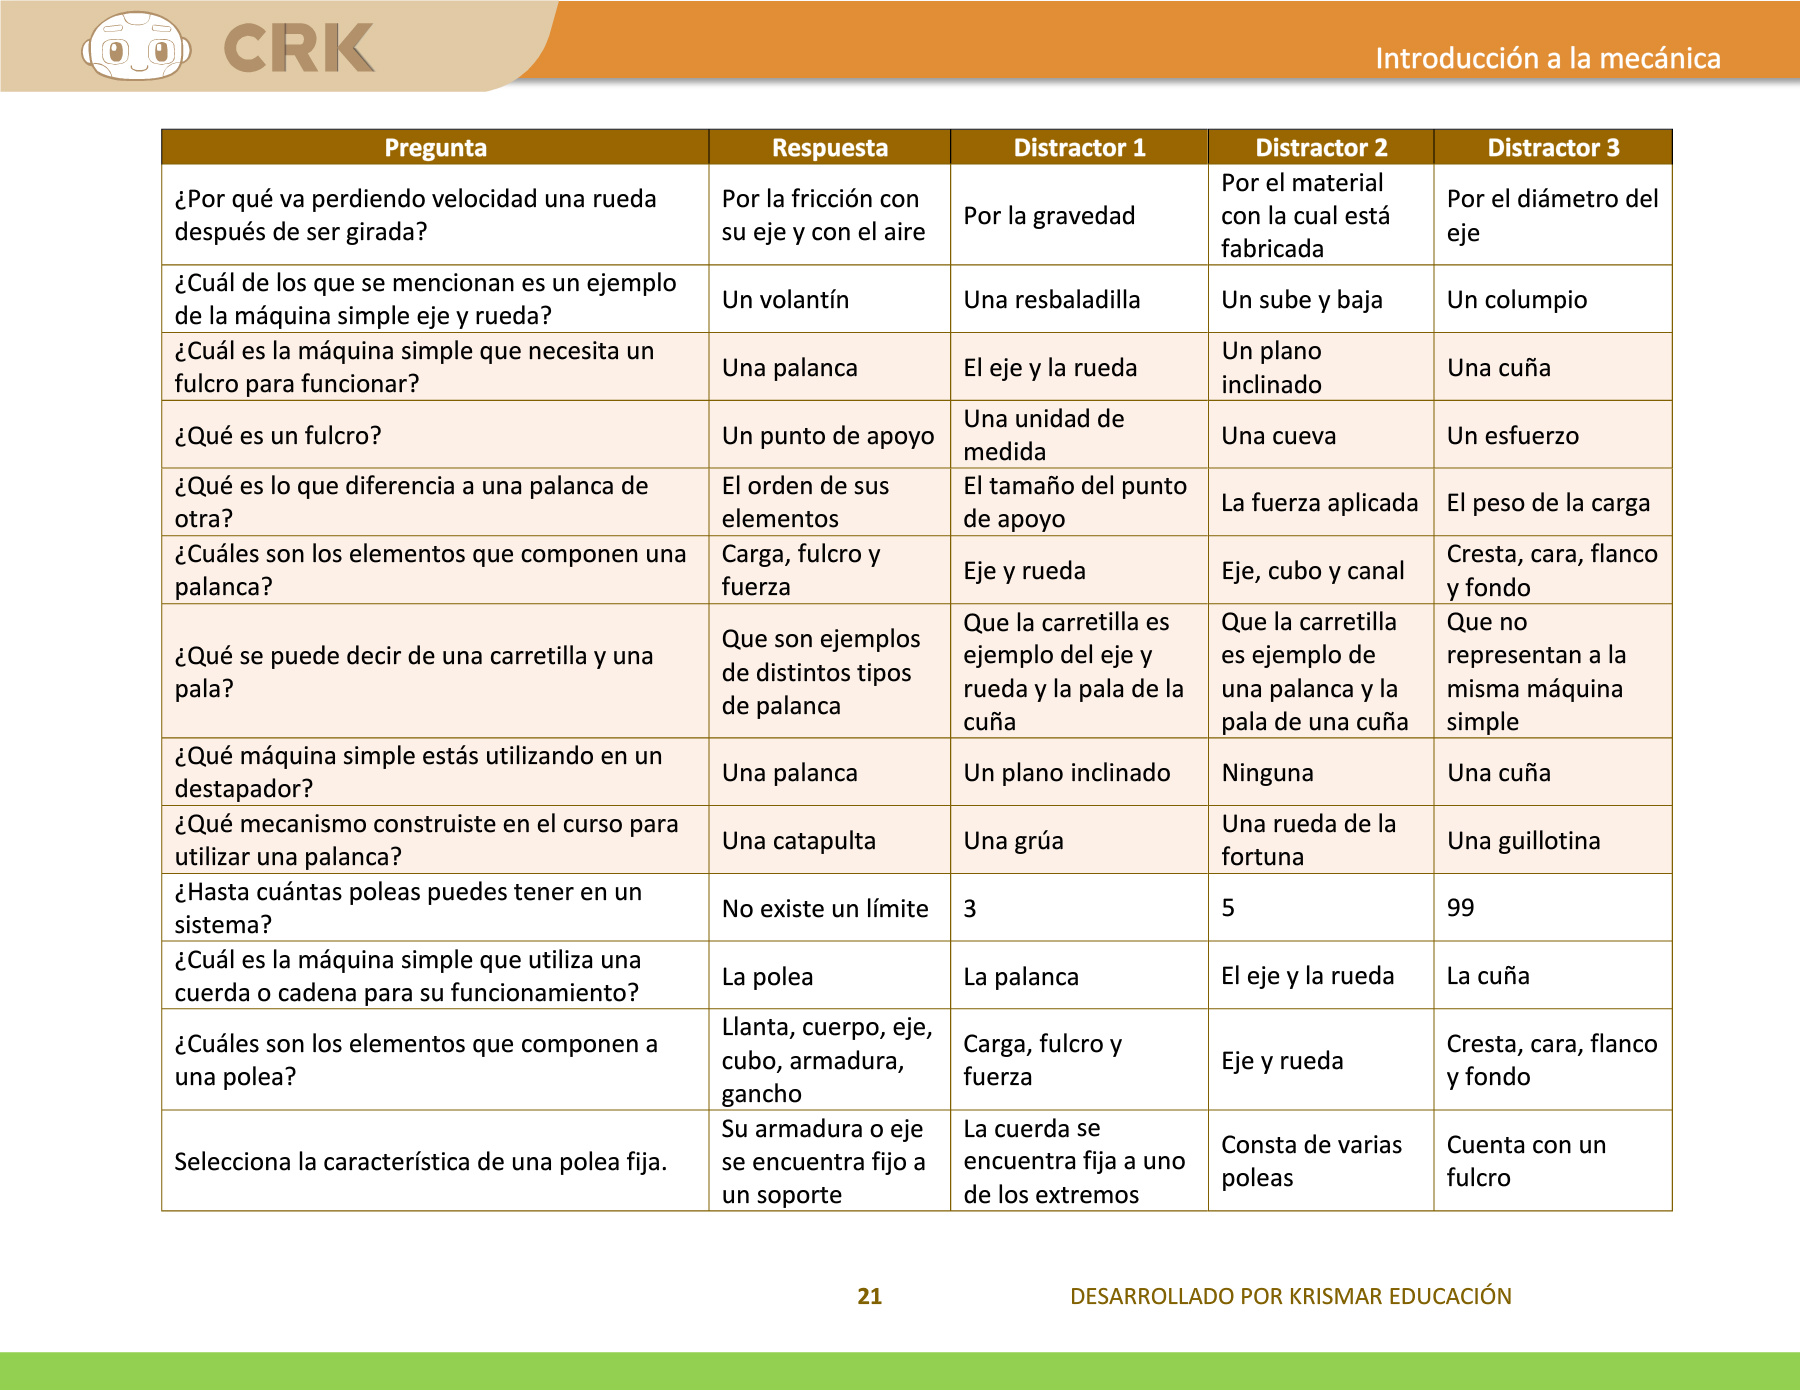 CRK
Introducción a la mecánica
Pregunta Respuesta Distractor 1 Distractor 2 Distractor 3
¿Por qué va perdiendo velocidad una rueda
después de ser girada?
Por la fricción con
su eje y con el aire
Por la gravedad
Por el material
con la cual está
fabricada
Por el diámetro del
eje
¿Cuál de los que se mencionan es un ejemplo
de la máquina simple eje y rueda?
Un volantín
Una resbaladilla
Un sube y baja
Un columpio
¿Cuál es la máquina simple que necesita un
fulcro para funcionar?
Una palanca
El eje y la rueda
Un plano
inclinado
Una cuña
¿Qué es un fulcro?
Un punto de apoyo
Una unidad de
medida
Una cueva
Un esfuerzo
¿Qué es lo que diferencia a una palanca de
otra?
El orden de sus
elementos
El tamaño del punto
de apoyo
La fuerza aplicada
El peso de la carga
¿Cuáles son los elementos que componen una
palanca?
Carga, fulcro y
fuerza
Eje y rueda
Eje, cubo y canal
Cresta, cara, flanco
y fondo
¿Qué se puede decir de una carretilla y una
pala?
Que son ejemplos
de distintos tipos
de palanca
Que la carretilla es
ejemplo del eje y
rueda y la pala de la
cuña
Que la carretilla
es ejemplo de
una palanca y la
pala de una cuña
Que no
representan a la
misma máquina
simple
¿Qué máquina simple estás utilizando en un
destapador?
Una palanca
Un plano inclinado
Ninguna
Una cuña
¿Qué mecanismo construiste en el curso para
utilizar una palanca?
Una catapulta
Una grúa
Una rueda de la
fortuna
Una guillotina
¿Hasta cuántas poleas puedes tener en un
sistema?
No existe un límite
3
5
99
¿Cuál es la máquina simple que utiliza una
cuerda o cadena para su funcionamiento?
La polea
La palanca
El eje y la rueda
La cuña
¿Cuáles son los elementos que componen a
una polea?
Llanta, cuerpo, eje,
cubo, armadura,
gancho
Carga, fulcro y
fuerza
Eje y rueda
Cresta, cara, flanco
y fondo
Selecciona la característica de una polea fija.
Su armadura o eje
se encuentra fijo a
un soporte
La cuerda se
encuentra fija a uno
de los extremos
Consta de varias
poleas
Cuenta con un
fulcro
21
DESARROLLADO POR KRISMAR EDUCACIÓN